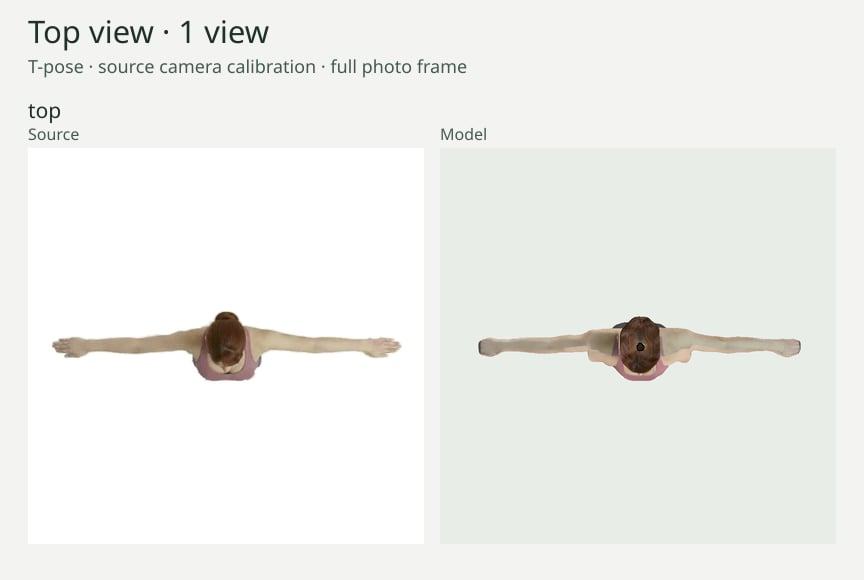 Top view · 1 view
T-pose · source camera calibration · full photo frame
top
Source
Model